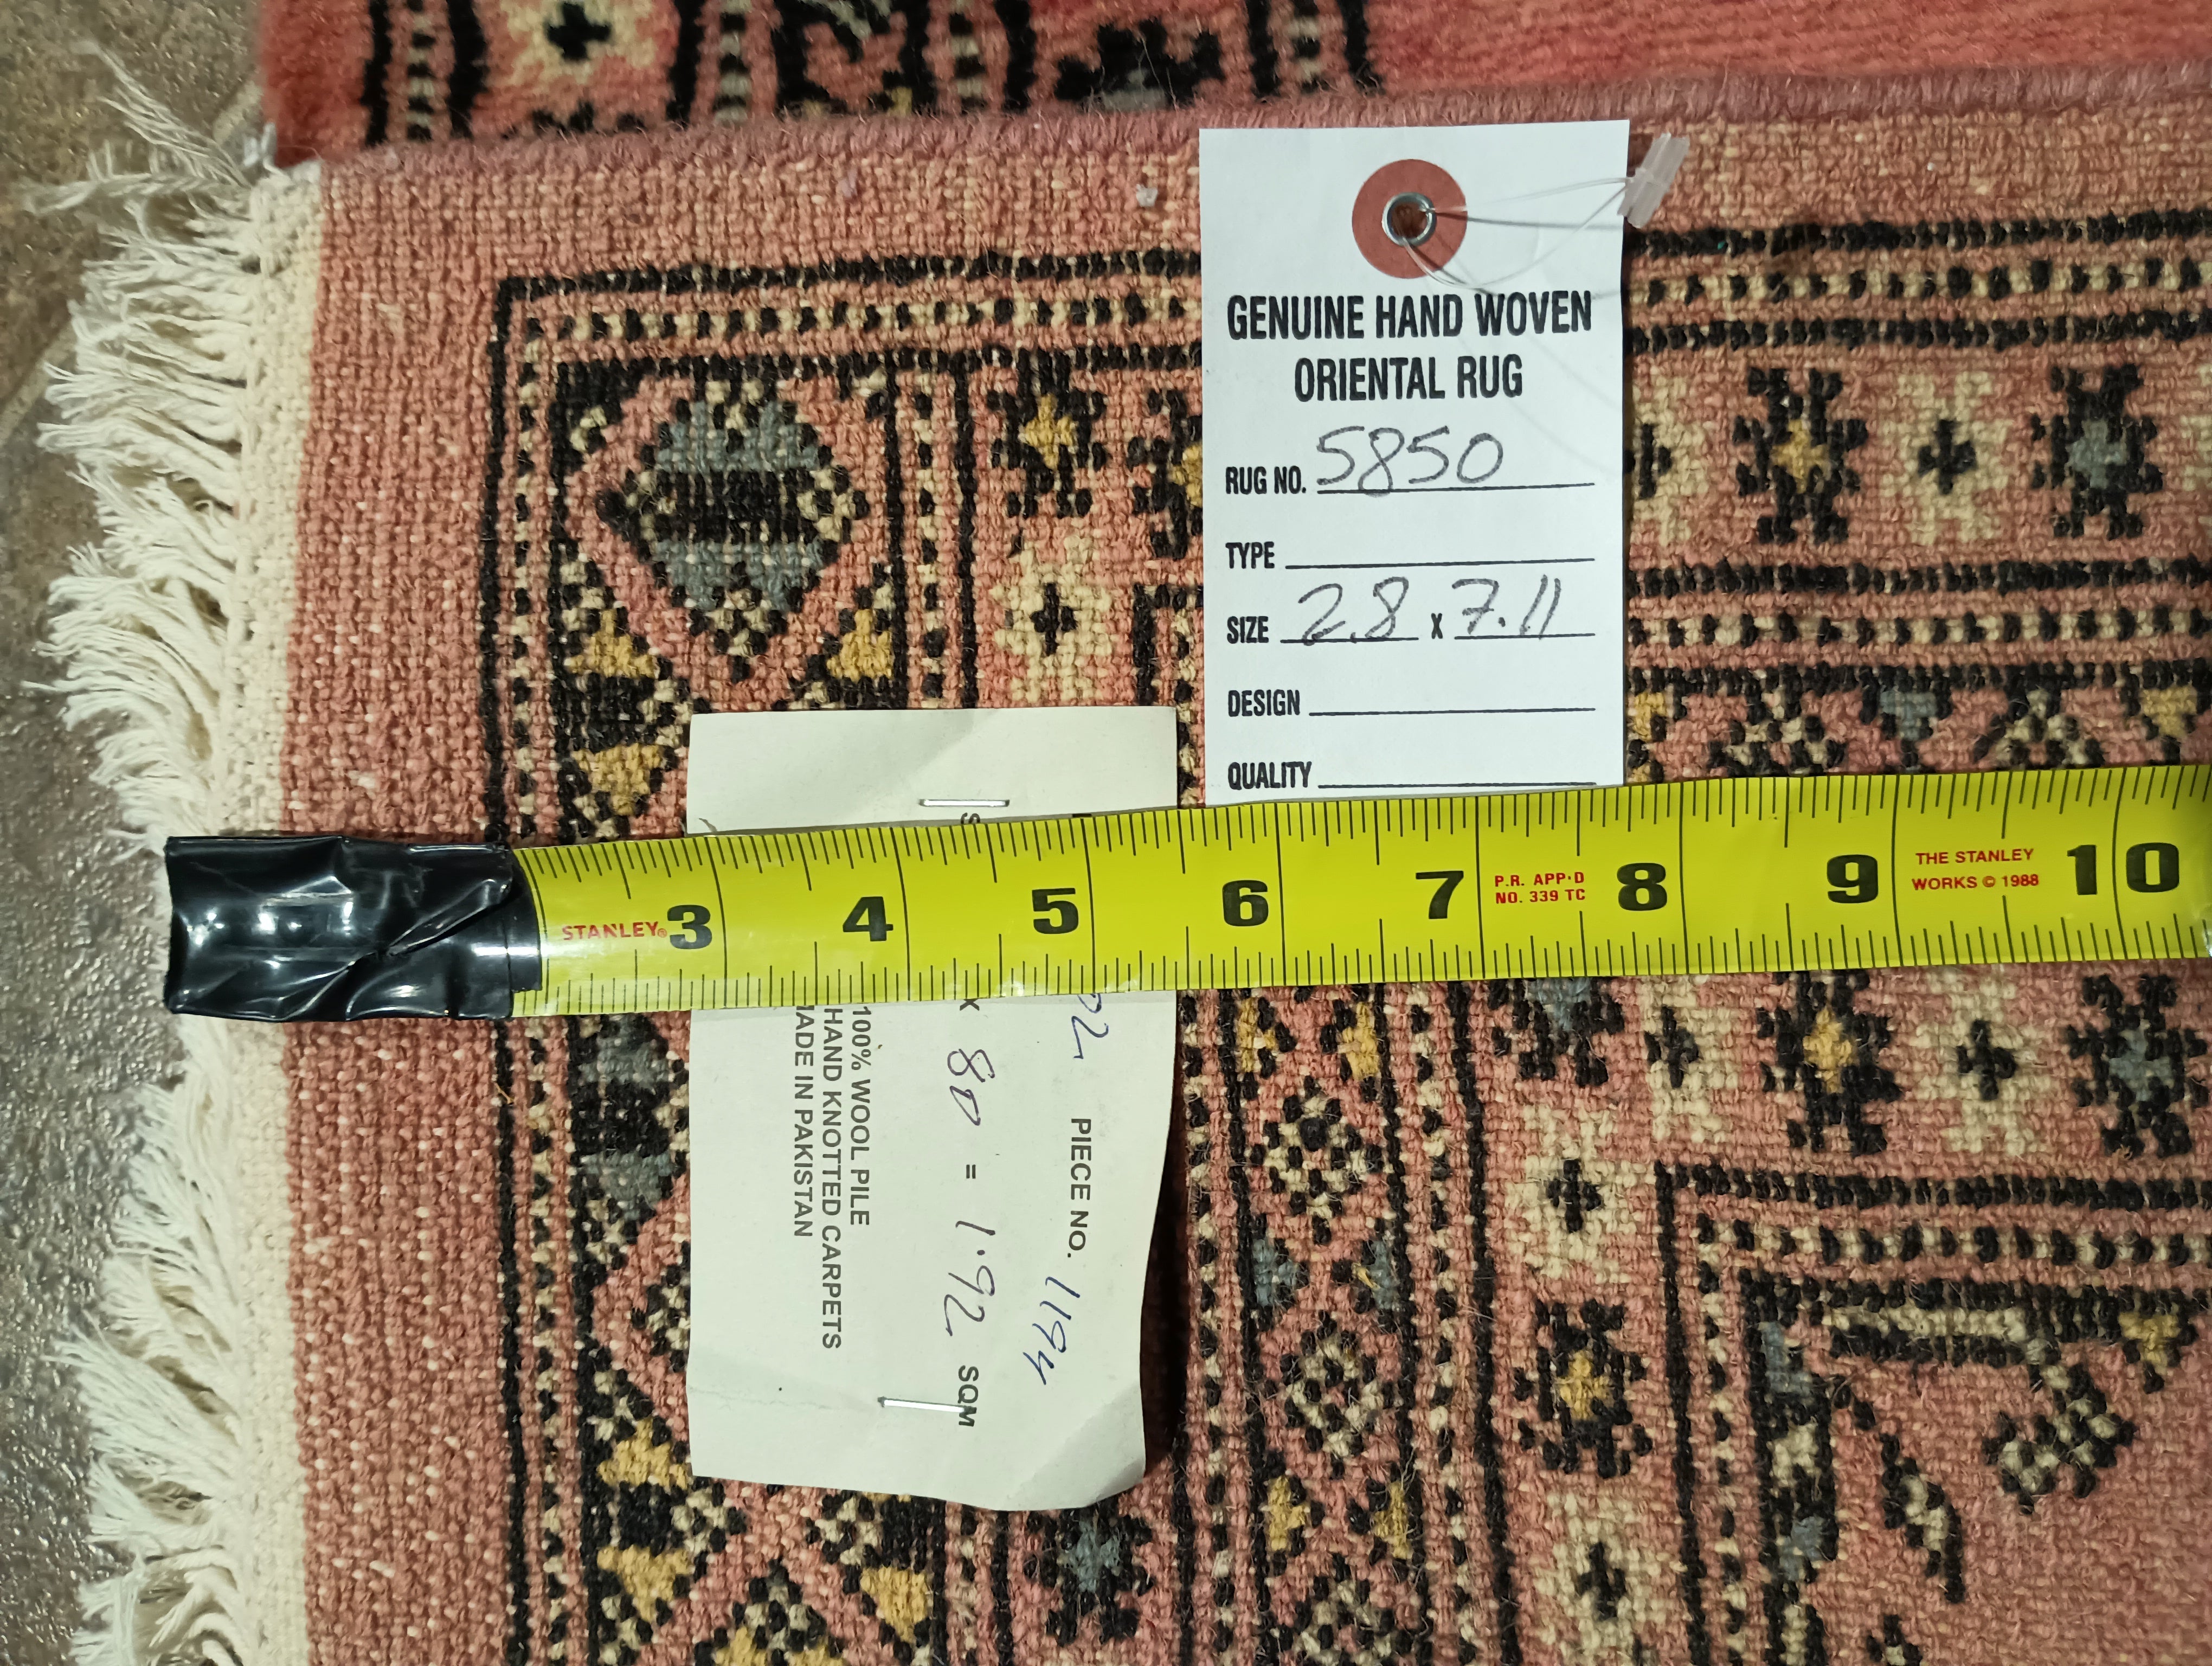 GENUINE HAND WOVEN
ORIENTAL RUG
RUG NO. 5850
TYPE
SIZE 2.8 x 7.11
DESIGN
QUALITY
STANLEY® 3 4 5 6 7 P.R. APP'D NO. 339 TC 8 9 THE STANLEY WORKS © 1988 10
PIECE NO. 1194
x 80 = 1.92 SQM
100% WOOL PILE
HAND KNOTTED CARPETS
MADE IN PAKISTAN